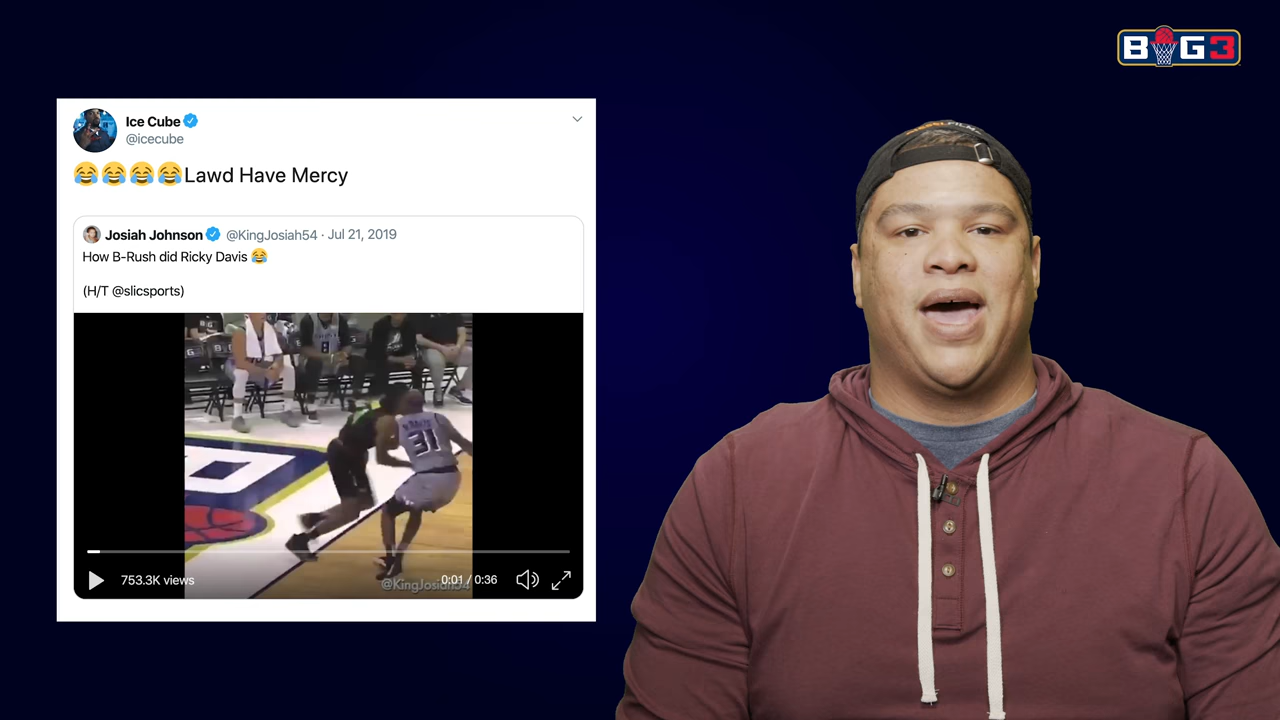 BIG3
Ice Cube
@icecube
😂😂😂😂Lawd Have Mercy
Josiah Johnson @KingJosiah54 · Jul 21, 2019
How B-Rush did Ricky Davis 😂
(H/T @slicsports)
31
753.3K views
@KingJosiah54
0:01 / 0:36